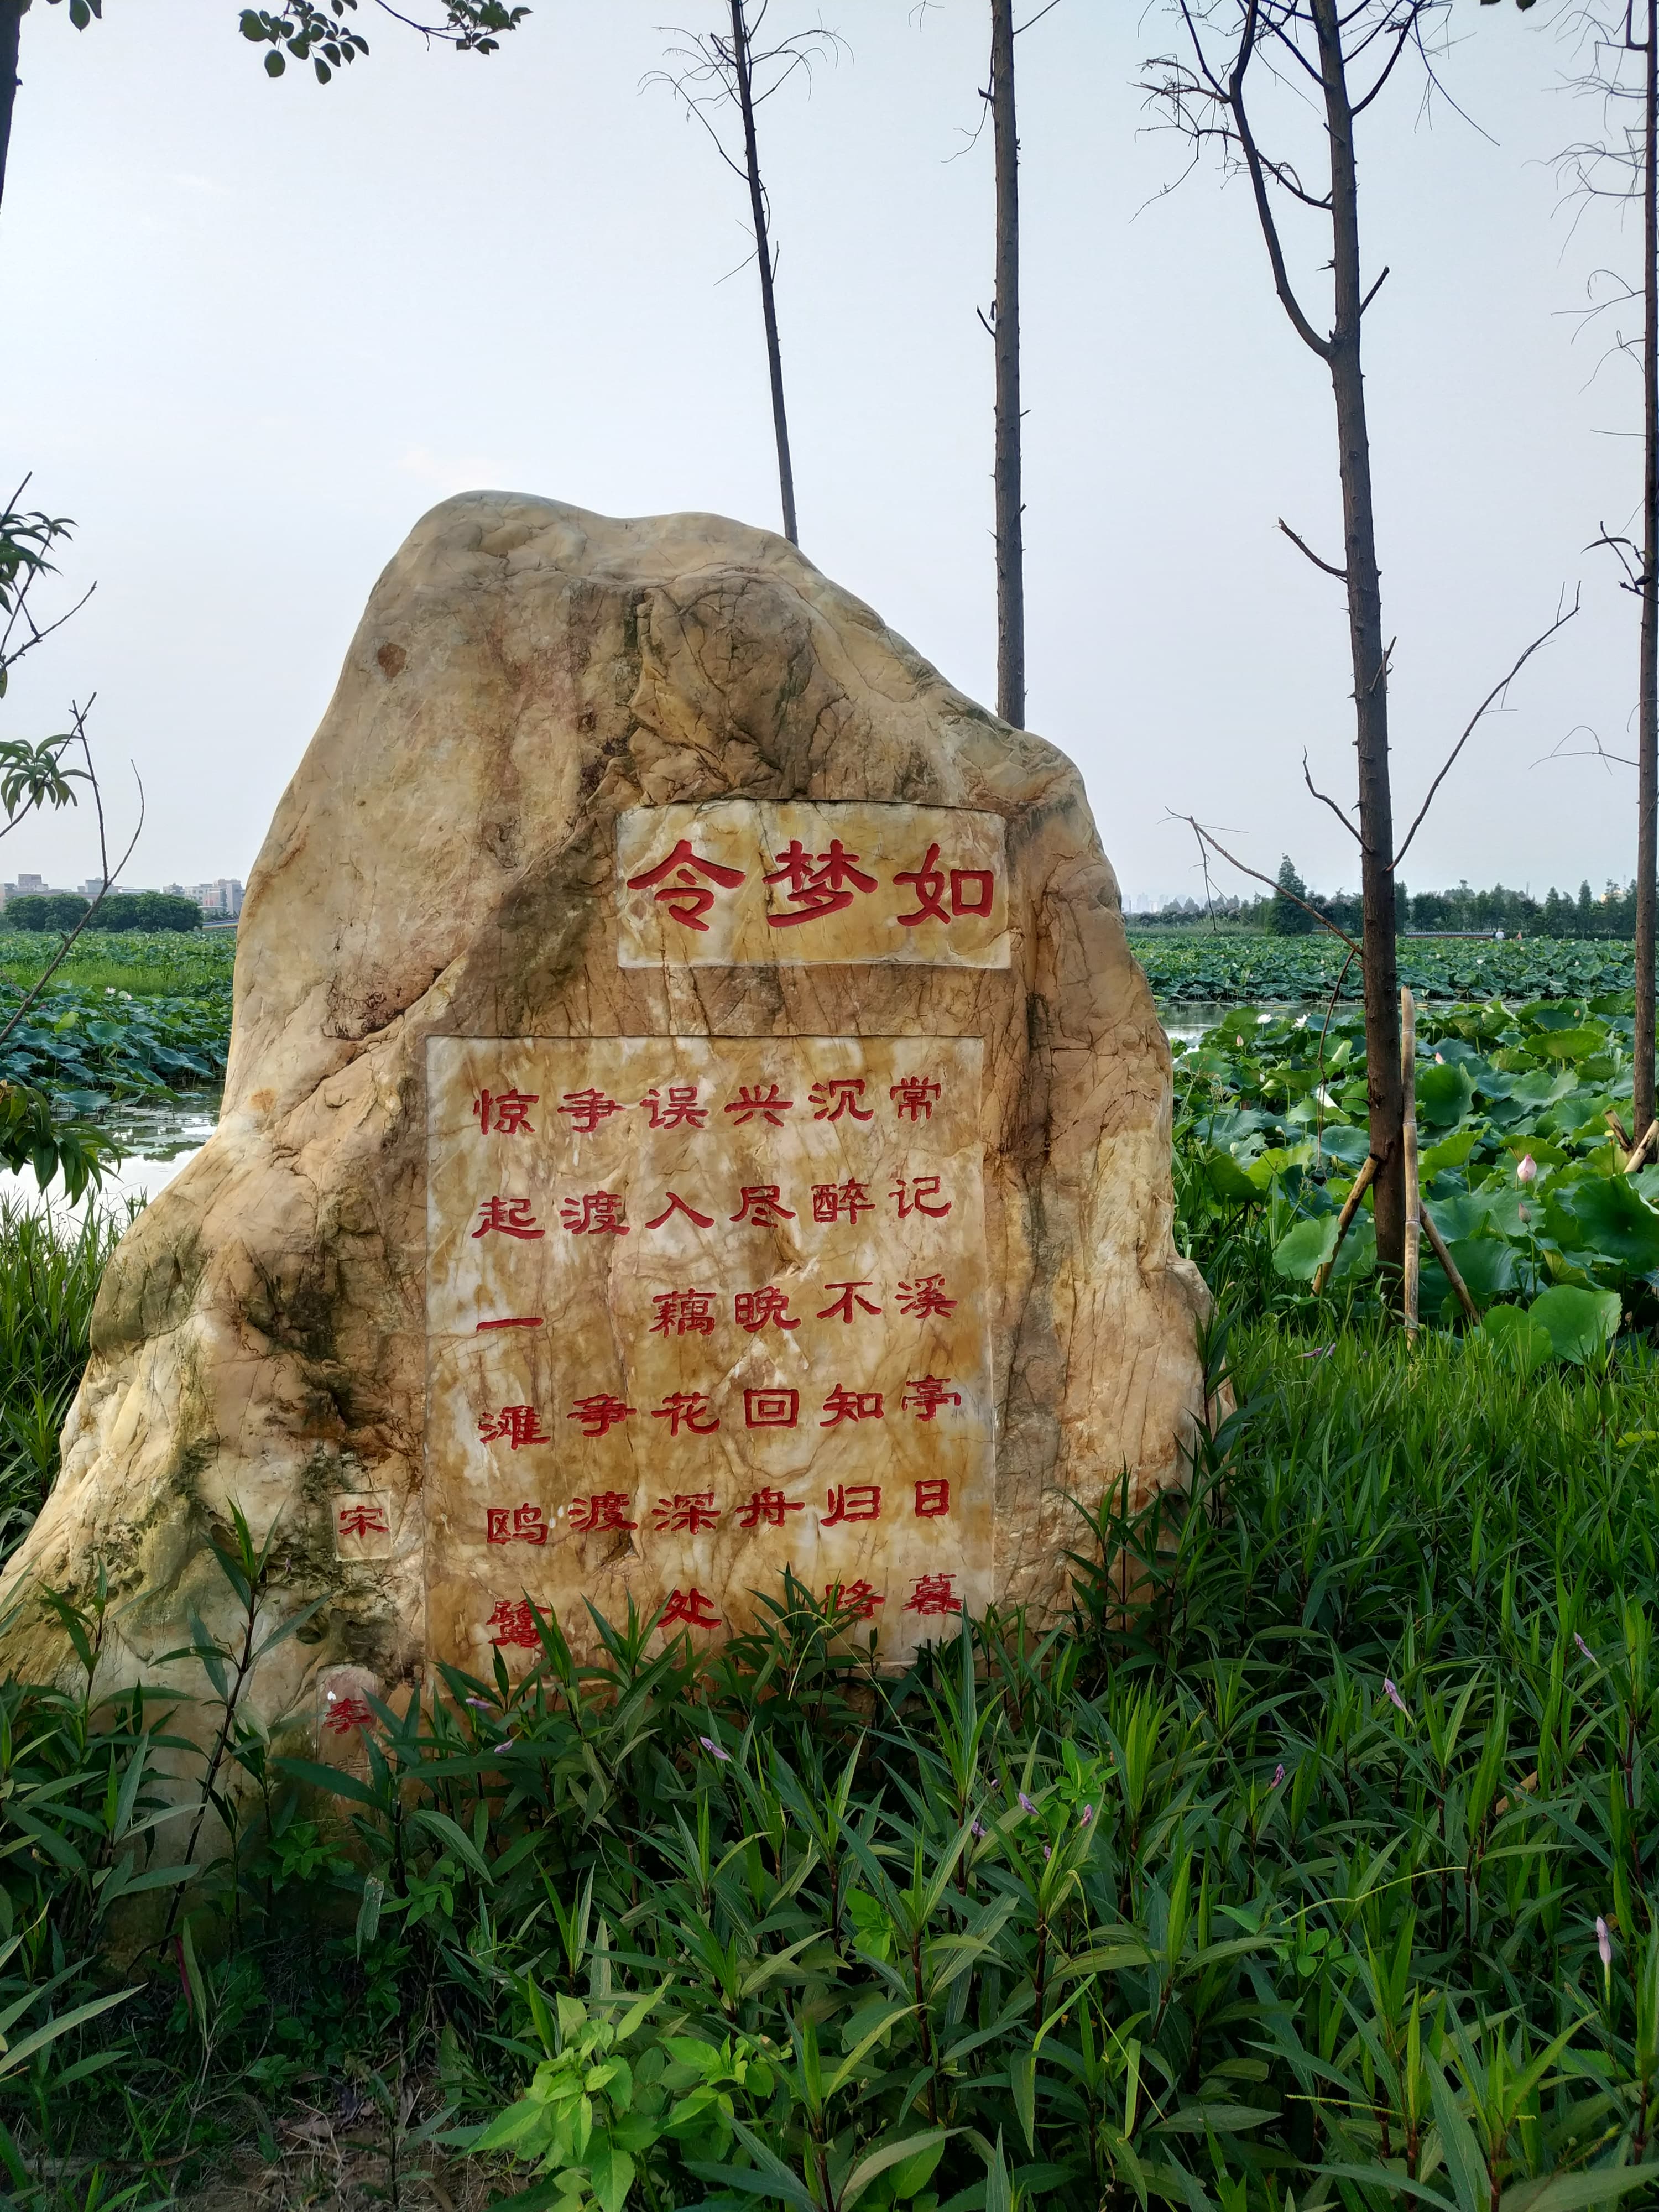 如梦令
常记溪亭日暮
沉醉不知归路
兴尽晚回舟
误入藕花深处
争渡
争渡
惊起一滩鸥鹭
宋
李